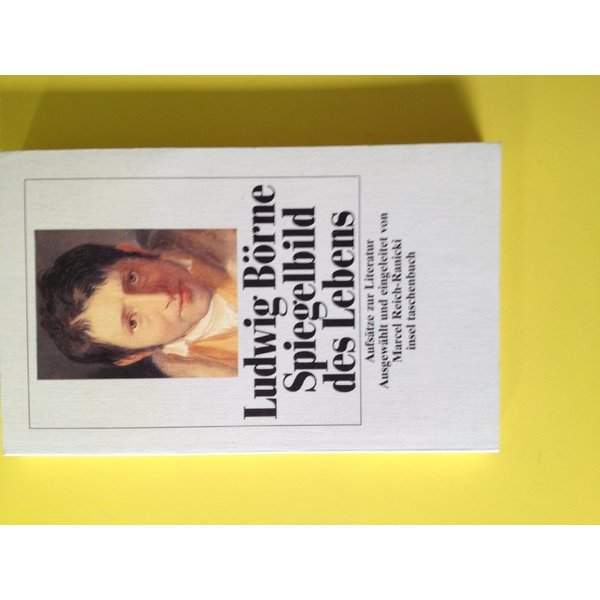 Ludwig Börne
Spiegelbild
des Lebens
Aufsätze zur Literatur
Ausgewählt und eingeleitet von
Marcel Reich-Ranicki
insel taschenbuch